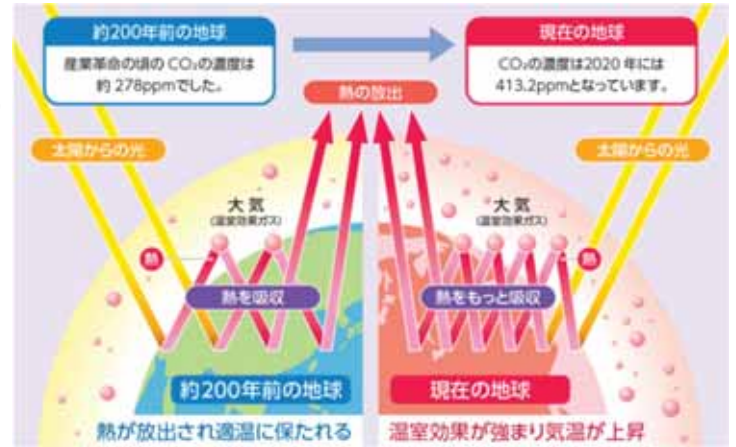 約200年前の地球
産業革命の頃の CO₂の濃度は
約 278ppmでした。
現在の地球
CO₂の濃度は2020 年には
413.2ppmとなっています。
熱の放出
太陽からの光
太陽からの光
大気
(温室効果ガス)
大気
(温室効果ガス)
熱
熱
熱を吸収
熱をもっと吸収
約200年前の地球
現在の地球
熱が放出され適温に保たれる
温室効果が強まり気温が上昇